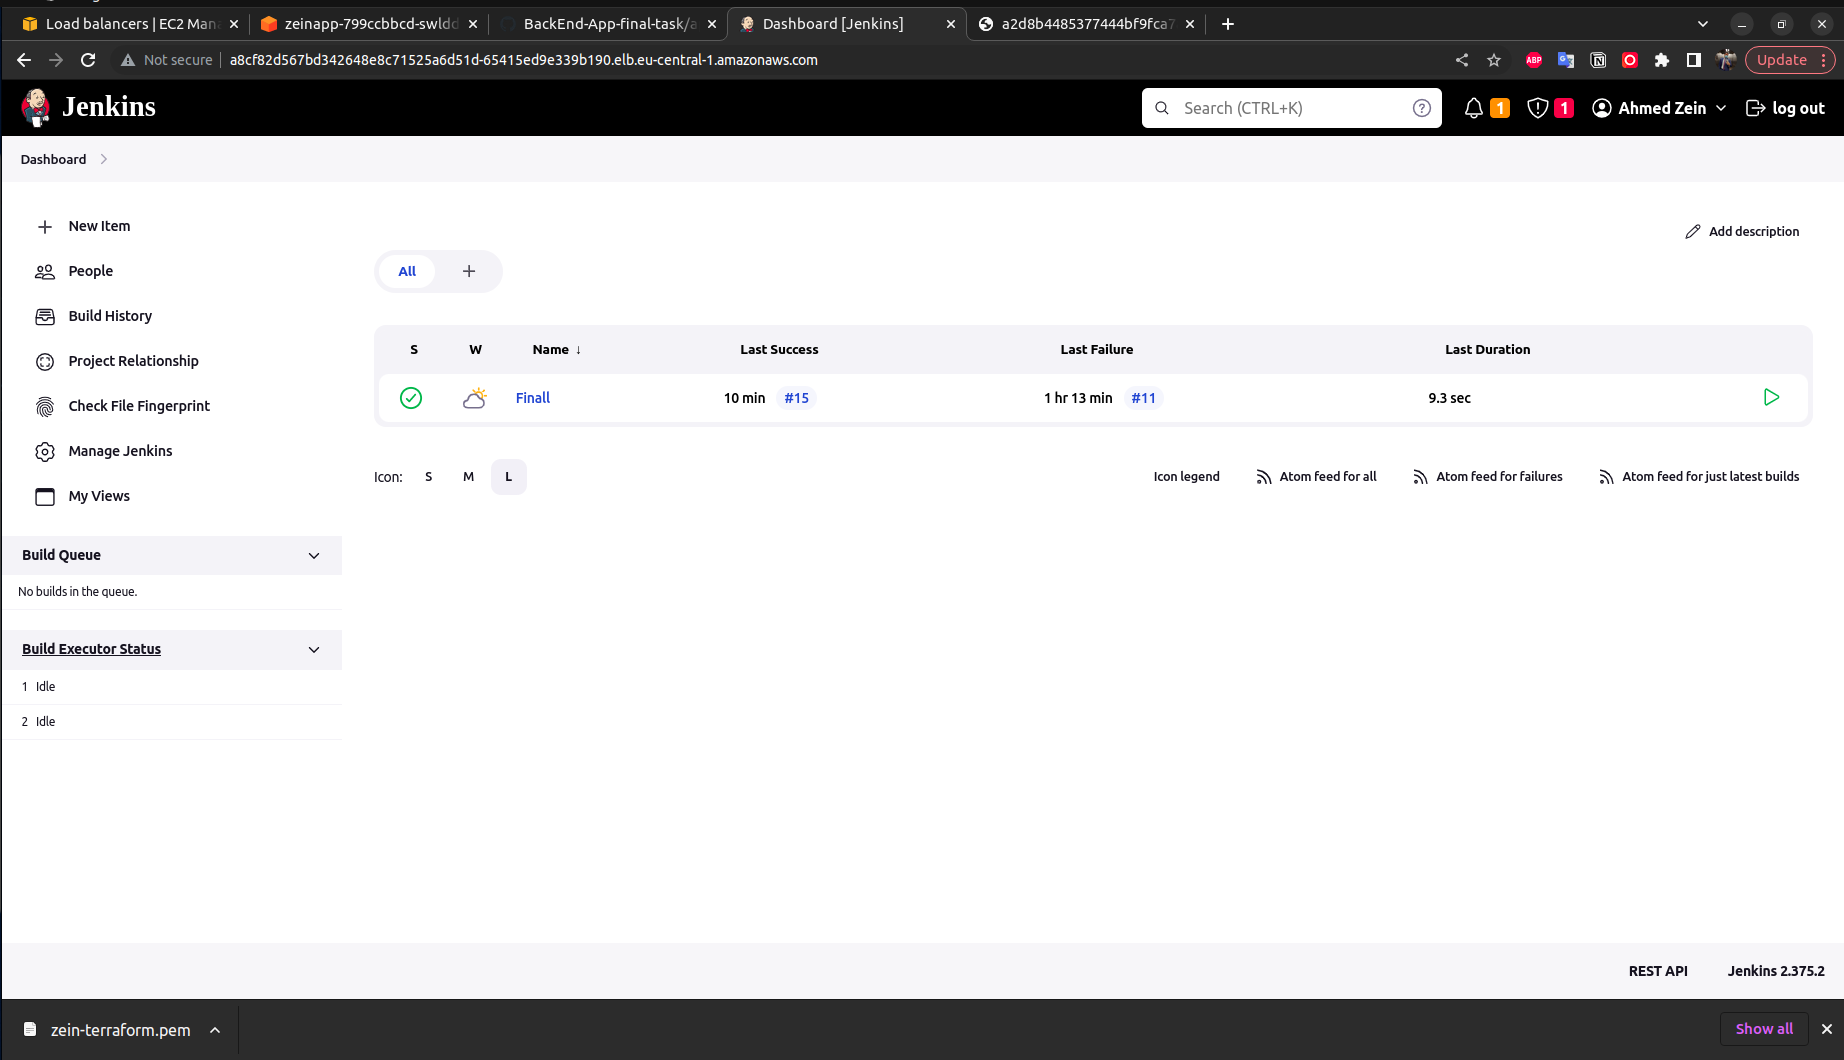 Load balancers | EC2 Man
zeinapp-799ccbbcd-swldd
BackEnd-App-final-task/a
Dashboard [Jenkins]
a2d8b4485377444bf9fca7
Not secure
a8cf82d567bd342648e8c71525a6d51d-65415ed9e339b190.elb.eu-central-1.amazonaws.com
ABP
Update
Jenkins
Search (CTRL+K)
1
1
Ahmed Zein
log out
Dashboard
New Item
People
Build History
Project Relationship
Check File Fingerprint
Manage Jenkins
My Views
Build Queue
No builds in the queue.
Build Executor Status
1 Idle
2 Idle
Add description
All
S W Name ↓ Last Success Last Failure Last Duration
Finall 10 min #15 1 hr 13 min #11 9.3 sec
Icon: S M L
Icon legend
Atom feed for all
Atom feed for failures
Atom feed for just latest builds
REST API
Jenkins 2.375.2
zein-terraform.pem
Show all